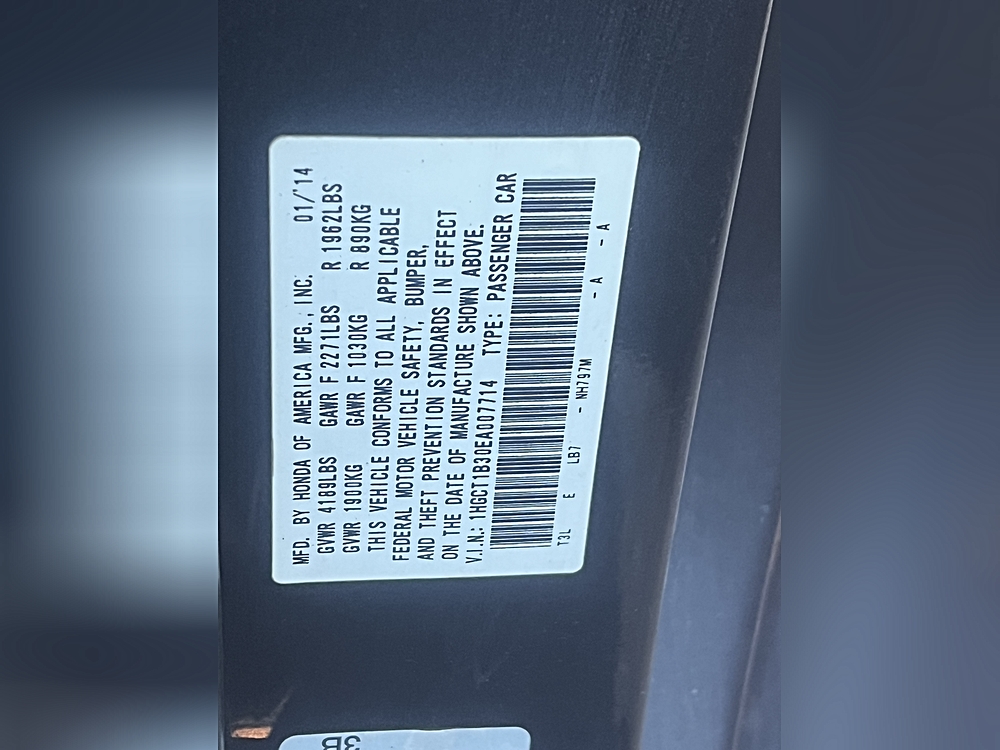 MFD. BY HONDA OF AMERICA MFG., INC. 01/'14
GVWR 4189LBS GAWR F 2271LBS R 1962LBS
GVWR 1900KG GAWR F 1030KG R 890KG
THIS VEHICLE CONFORMS TO ALL APPLICABLE
FEDERAL MOTOR VEHICLE SAFETY, BUMPER,
AND THEFT PREVENTION STANDARDS IN EFFECT
ON THE DATE OF MANUFACTURE SHOWN ABOVE.
V.I.N.: 1HGCT1B30EA007714 TYPE: PASSENGER CAR
T3L E LB7 - NH797M - A - A